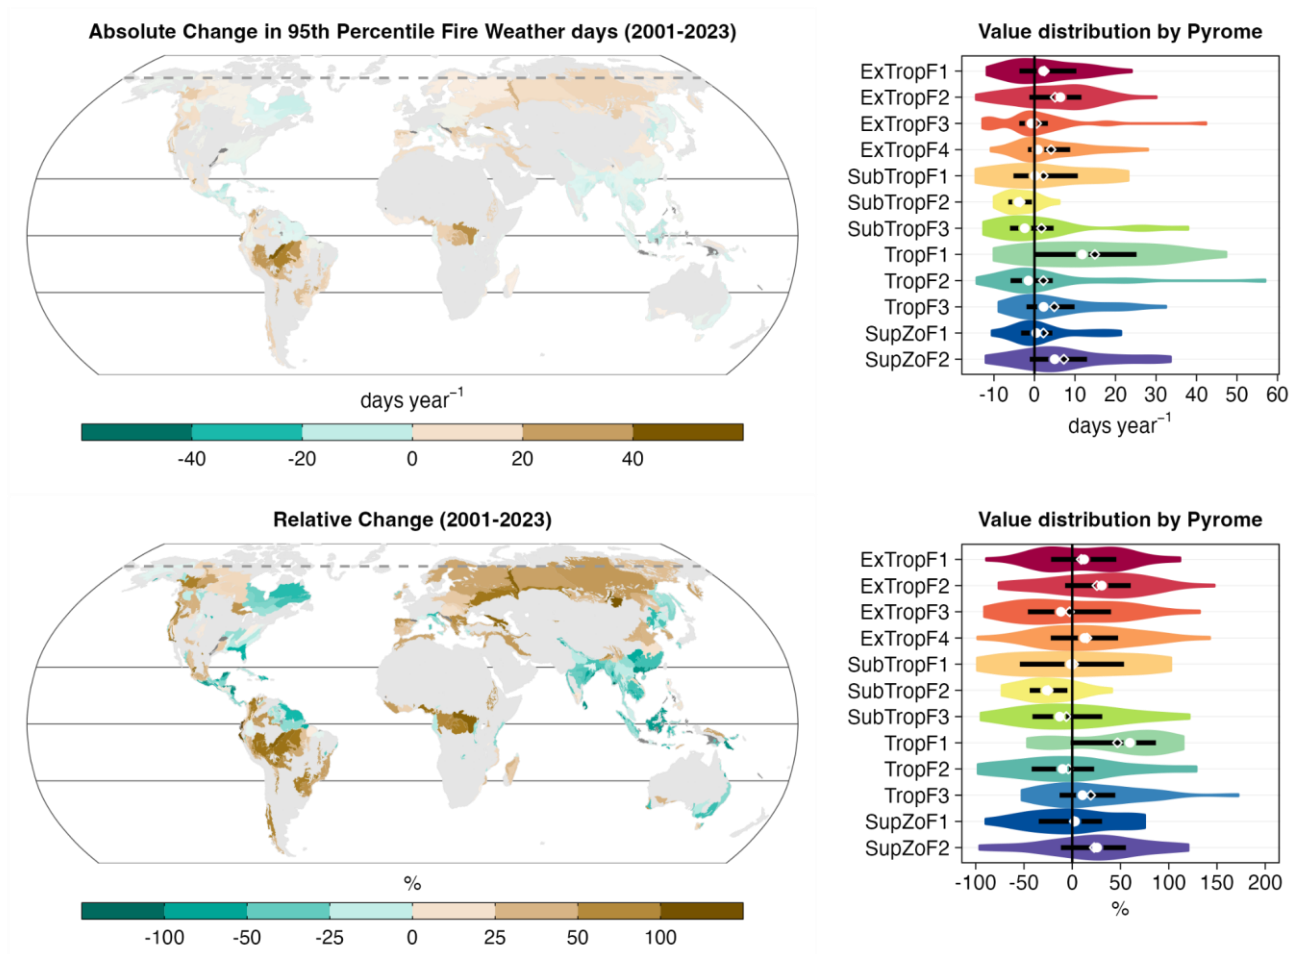 Absolute Change in 95th Percentile Fire Weather days (2001-2023)
days year⁻¹
-40 -20 0 20 40
Value distribution by Pyrome
ExTropF1
ExTropF2
ExTropF3
ExTropF4
SubTropF1
SubTropF2
SubTropF3
TropF1
TropF2
TropF3
SupZoF1
SupZoF2
-10 0 10 20 30 40 50 60
days year⁻¹
Relative Change (2001-2023)
%
-100 -50 -25 0 25 50 100
Value distribution by Pyrome
ExTropF1
ExTropF2
ExTropF3
ExTropF4
SubTropF1
SubTropF2
SubTropF3
TropF1
TropF2
TropF3
SupZoF1
SupZoF2
-100 -50 0 50 100 150 200
%